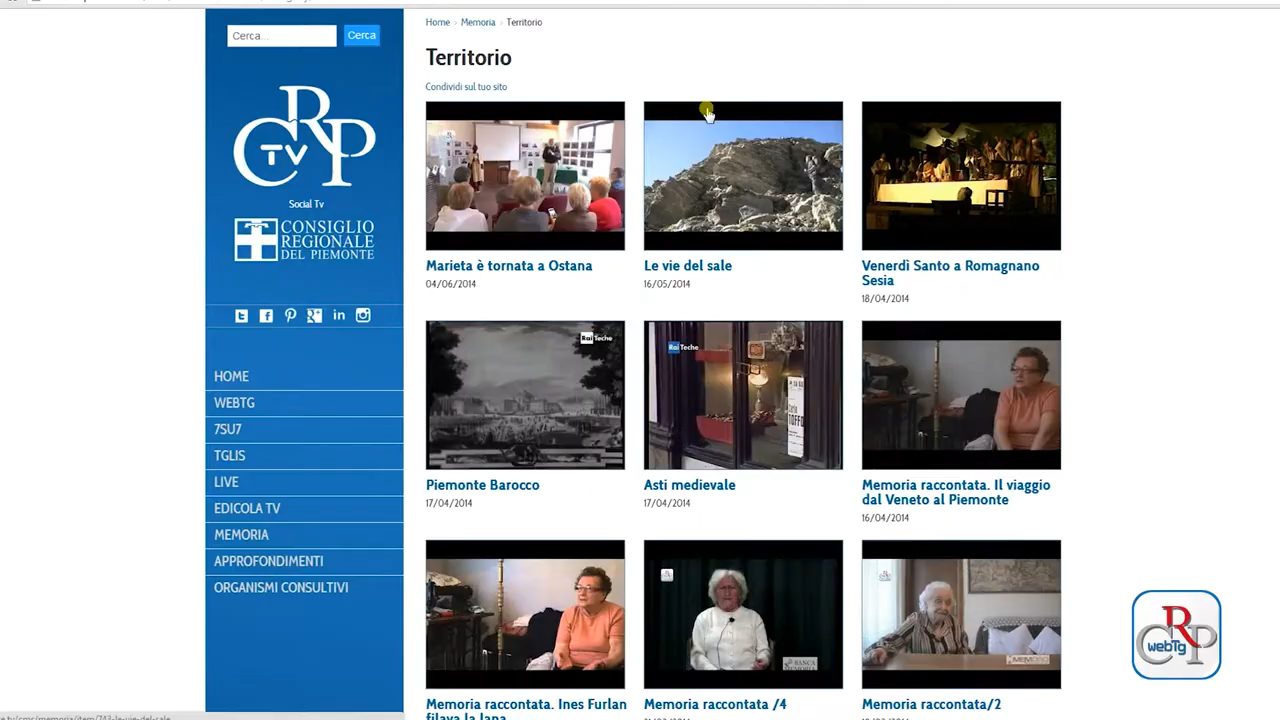 Home › Memoria › Territorio
Cerca...
Cerca
Territorio
Condividi sul tuo sito
CRP
TV
Social Tv
CONSIGLIO
REGIONALE
DEL PIEMONTE
HOME
WEBTG
7SU7
TGLIS
LIVE
EDICOLA TV
MEMORIA
APPROFONDIMENTI
ORGANISMI CONSULTIVI
Marieta è tornata a Ostana
04/06/2014
Le vie del sale
16/05/2014
Venerdì Santo a Romagnano
Sesia
18/04/2014
Rai Teche
Piemonte Barocco
17/04/2014
Rai Teche
Asti medievale
17/04/2014
Memoria raccontata. Il viaggio
dal Veneto al Piemonte
16/04/2014
Memoria raccontata. Ines Furlan
filava la lana
Memoria raccontata /4
Memoria raccontata/2
CRP
webTg